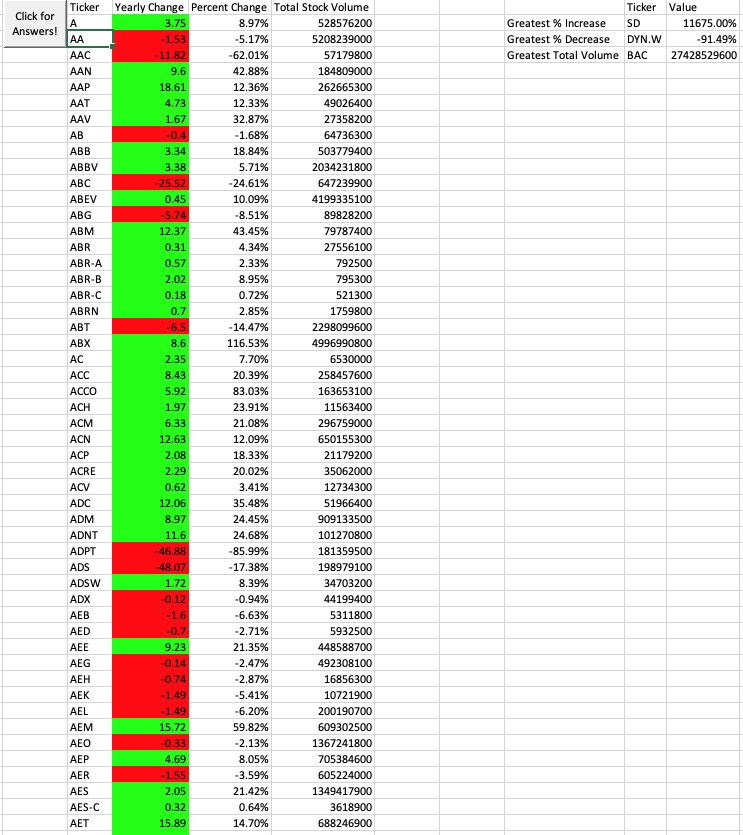 Click for Answers!
Ticker Yearly Change Percent Change Total Stock Volume Ticker Value
A 3.75 8.97% 528576200 Greatest % Increase SD 11675.00%
AA -1.53 -5.17% 5208239000 Greatest % Decrease DYN.W -91.49%
AAC -11.82 -62.01% 57179800 Greatest Total Volume BAC 27428529600
AAN 9.6 42.88% 184809000
AAP 18.61 12.36% 262665300
AAT 4.73 12.33% 49026400
AAV 1.67 32.87% 27358200
AB -0.4 -1.68% 64736300
ABB 3.34 18.84% 503779400
ABBV 3.38 5.71% 2034231800
ABC -25.52 -24.61% 647239900
ABEV 0.45 10.09% 4199335100
ABG -5.74 -8.51% 89828200
ABM 12.37 43.45% 79787400
ABR 0.31 4.34% 27556100
ABR-A 0.57 2.33% 792500
ABR-B 2.02 8.95% 795300
ABR-C 0.18 0.72% 521300
ABRN 0.7 2.85% 1759800
ABT -6.5 -14.47% 2298099600
ABX 8.6 116.53% 4996990800
AC 2.35 7.70% 6530000
ACC 8.43 20.39% 258457600
ACCO 5.92 83.03% 163653100
ACH 1.97 23.91% 11563400
ACM 6.33 21.08% 296759000
ACN 12.63 12.09% 650155300
ACP 2.08 18.33% 21179200
ACRE 2.29 20.02% 35062000
ACV 0.62 3.41% 12734300
ADC 12.06 35.48% 51966400
ADM 8.97 24.45% 909133500
ADNT 11.6 24.68% 101270800
ADPT -46.88 -85.99% 181359500
ADS -48.07 -17.38% 198979100
ADSW 1.72 8.39% 34703200
ADX -0.12 -0.94% 44199400
AEB -1.6 -6.63% 5311800
AED -0.7 -2.71% 5932500
AEE 9.23 21.35% 448588700
AEG -0.14 -2.47% 492308100
AEH -0.74 -2.87% 16856300
AEK -1.49 -5.41% 10721900
AEL -1.49 -6.20% 200190700
AEM 15.72 59.82% 609302500
AEO -0.33 -2.13% 1367241800
AEP 4.69 8.05% 705384600
AER -1.55 -3.59% 605224000
AES 2.05 21.42% 1349417900
AES-C 0.32 0.64% 3618900
AET 15.89 14.70% 688246900